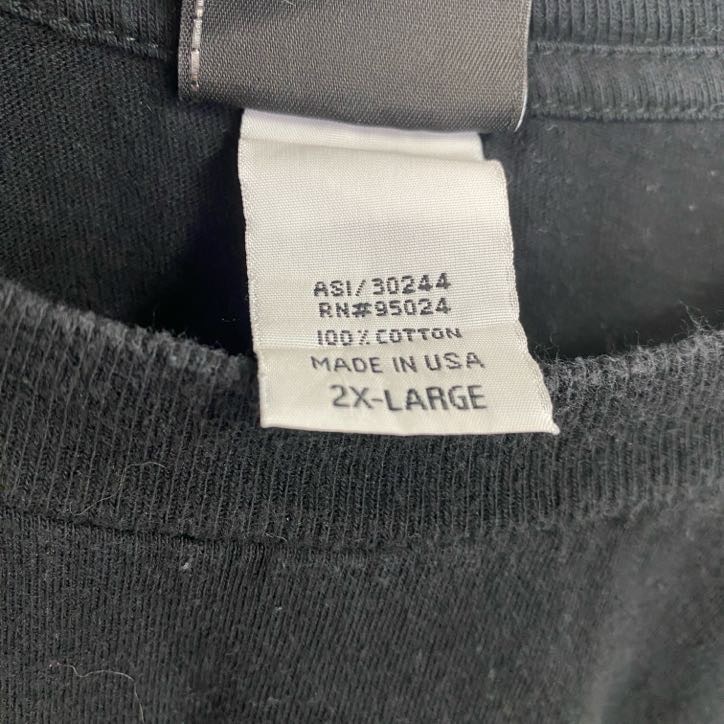 ASI/30244
RN#95024
100% COTTON
MADE IN USA
2X-LARGE